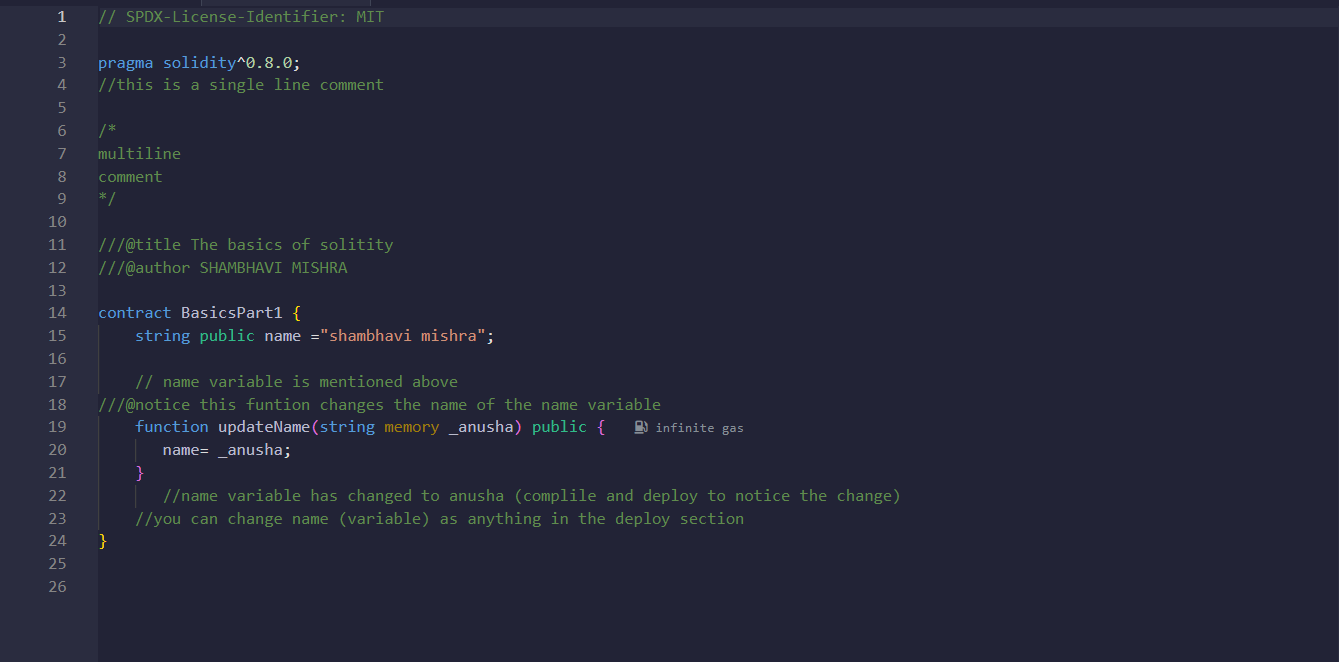 1 // SPDX-License-Identifier: MIT
2
3 pragma solidity^0.8.0;
4 //this is a single line comment
5
6 /*
7 multiline
8 comment
9 */
10
11 ///@title The basics of solitity
12 ///@author SHAMBHAVI MISHRA
13
14 contract BasicsPart1 {
15 string public name ="shambhavi mishra";
16
17 // name variable is mentioned above
18 ///@notice this funtion changes the name of the name variable
19 function updateName(string memory _anusha) public { infinite gas
20 name= _anusha;
21 }
22 //name variable has changed to anusha (complile and deploy to notice the change)
23 //you can change name (variable) as anything in the deploy section
24 }
25
26